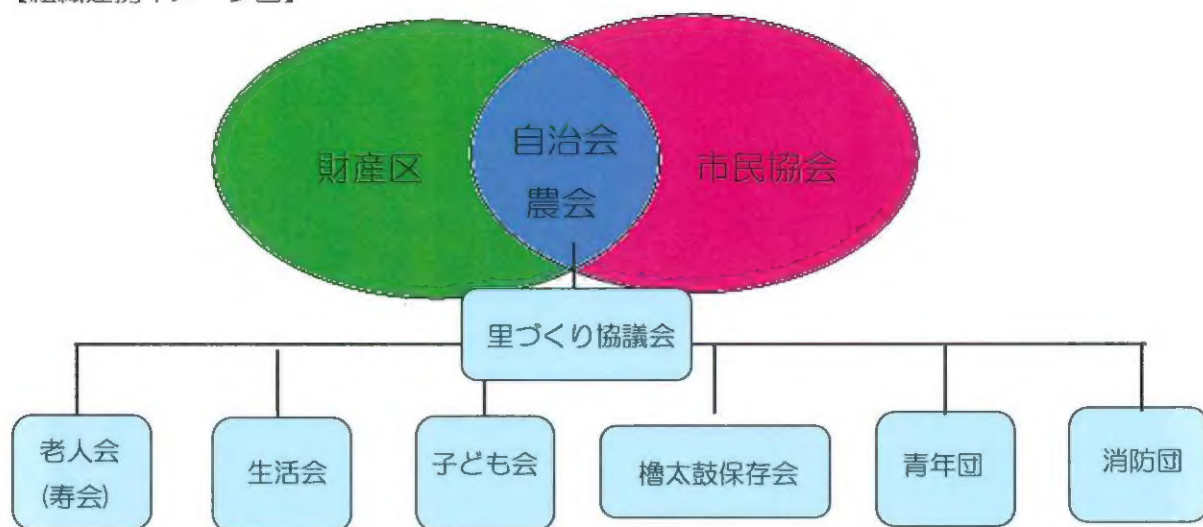 財産区
自治会
農会
市民協会
里づくり協議会
老人会
(寿会)
生活会
子ども会
櫓太鼓保存会
青年団
消防団